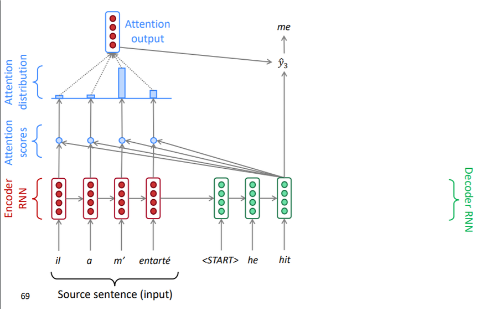 Attention
output
me
ŷ3
Attention
distribution
Attention
scores
Encoder
RNN
Decoder RNN
il
a
m’
entarté
<START>
he
hit
Source sentence (input)
69